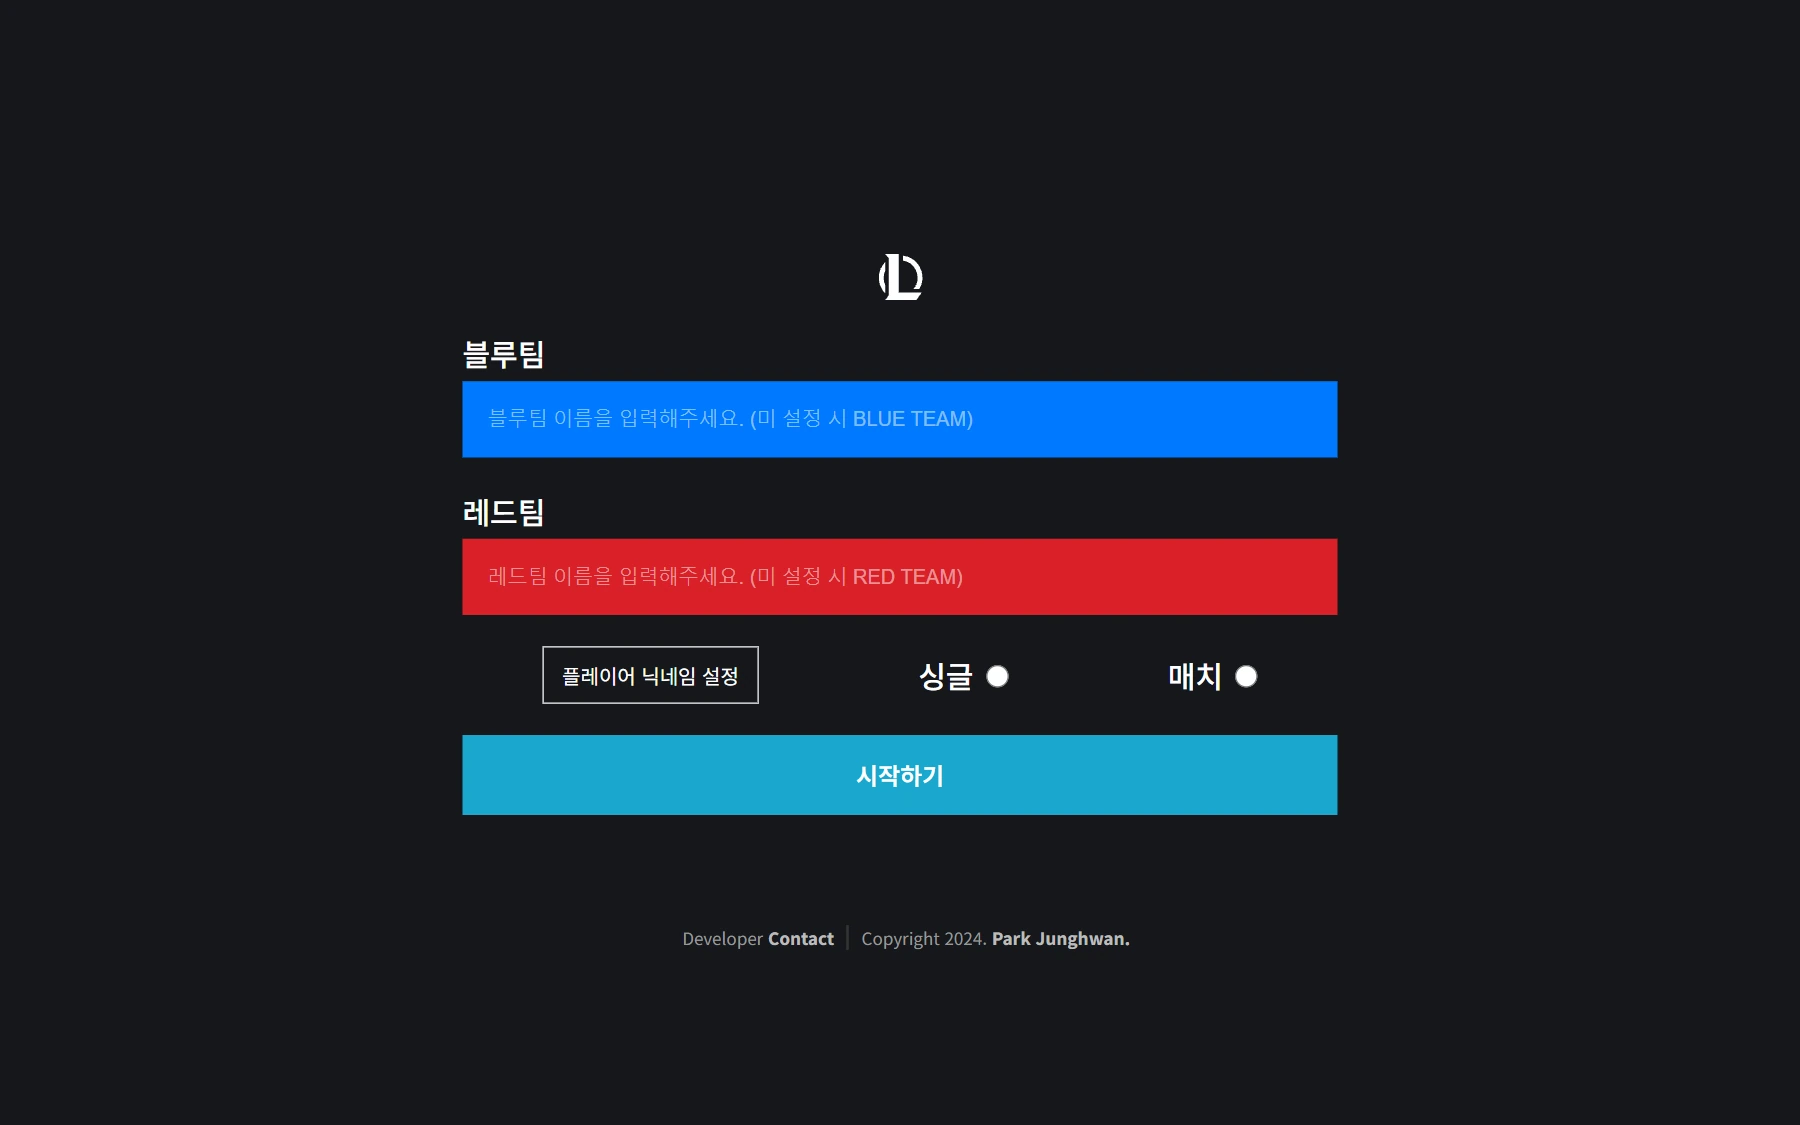 블루팀
블루팀 이름을 입력해주세요. (미 설정 시 BLUE TEAM)
레드팀
레드팀 이름을 입력해주세요. (미 설정 시 RED TEAM)
플레이어 닉네임 설정 싱글 매치
시작하기
Developer Contact | Copyright 2024. Park Junghwan.